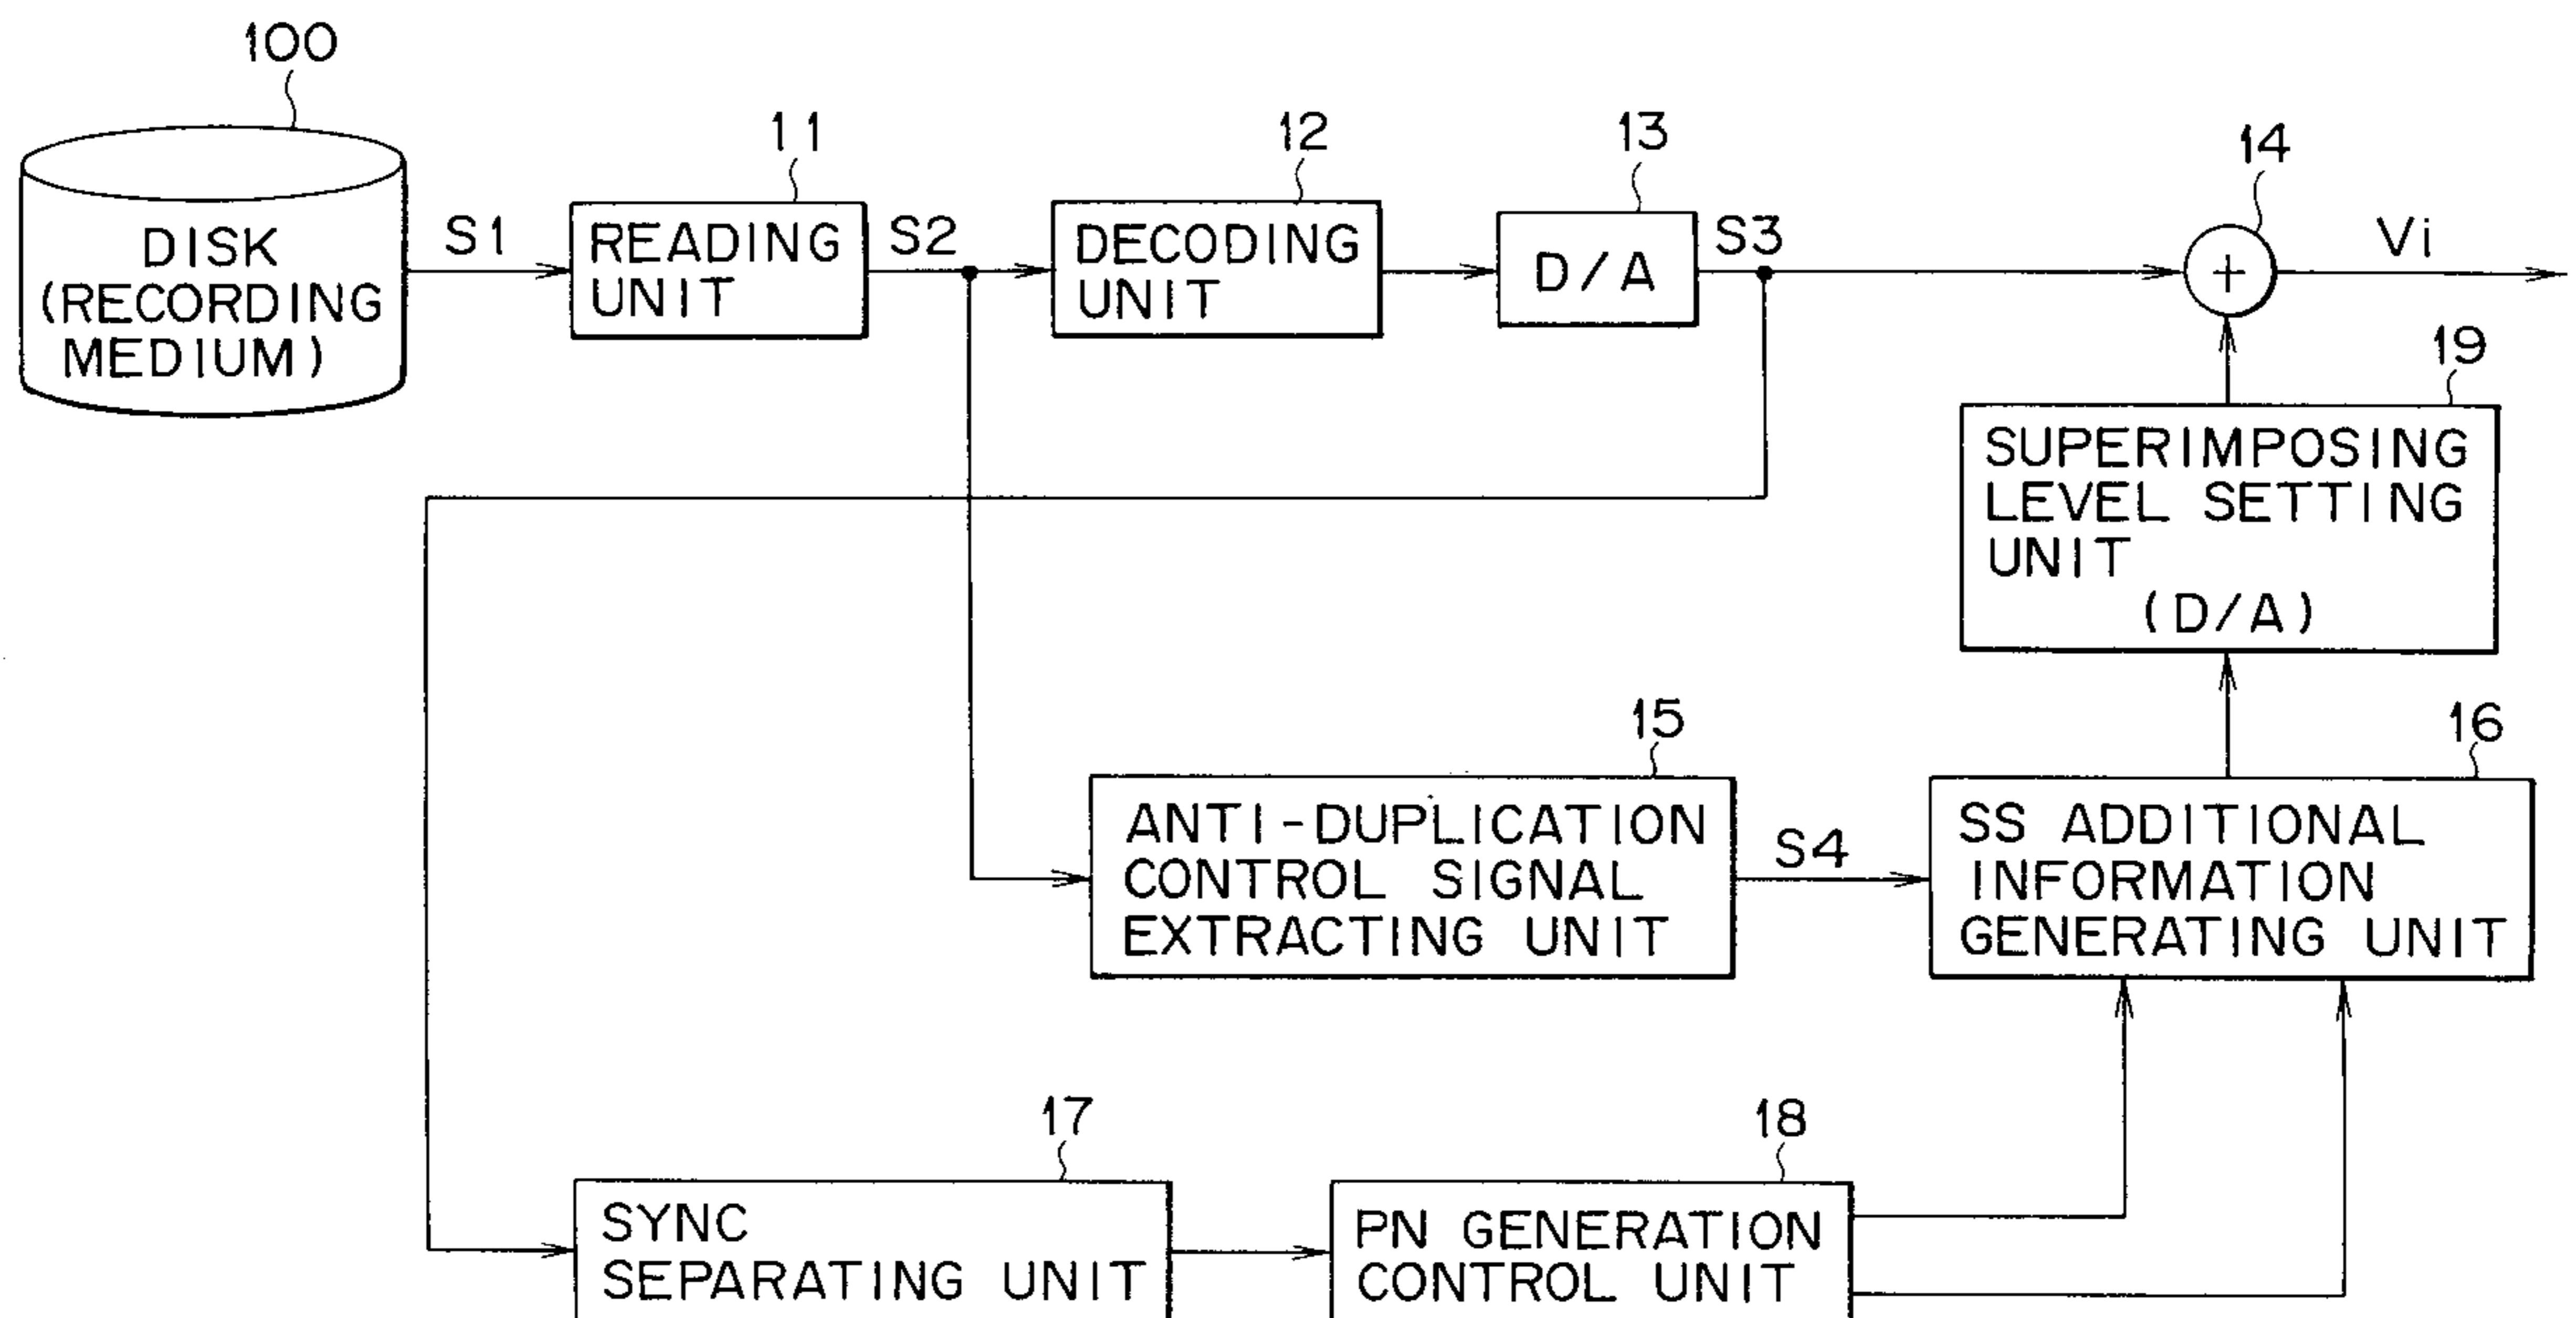 100
DISK
(RECORDING
MEDIUM)
S1
11
READING
UNIT
S2
12
DECODING
UNIT
13
D/A
S3
14
+
Vi
19
SUPERIMPOSING
LEVEL SETTING
UNIT
(D/A)
15
ANTI-DUPLICATION
CONTROL SIGNAL
EXTRACTING UNIT
S4
16
SS ADDITIONAL
INFORMATION
GENERATING UNIT
17
SYNC
SEPARATING UNIT
18
PN GENERATION
CONTROL UNIT